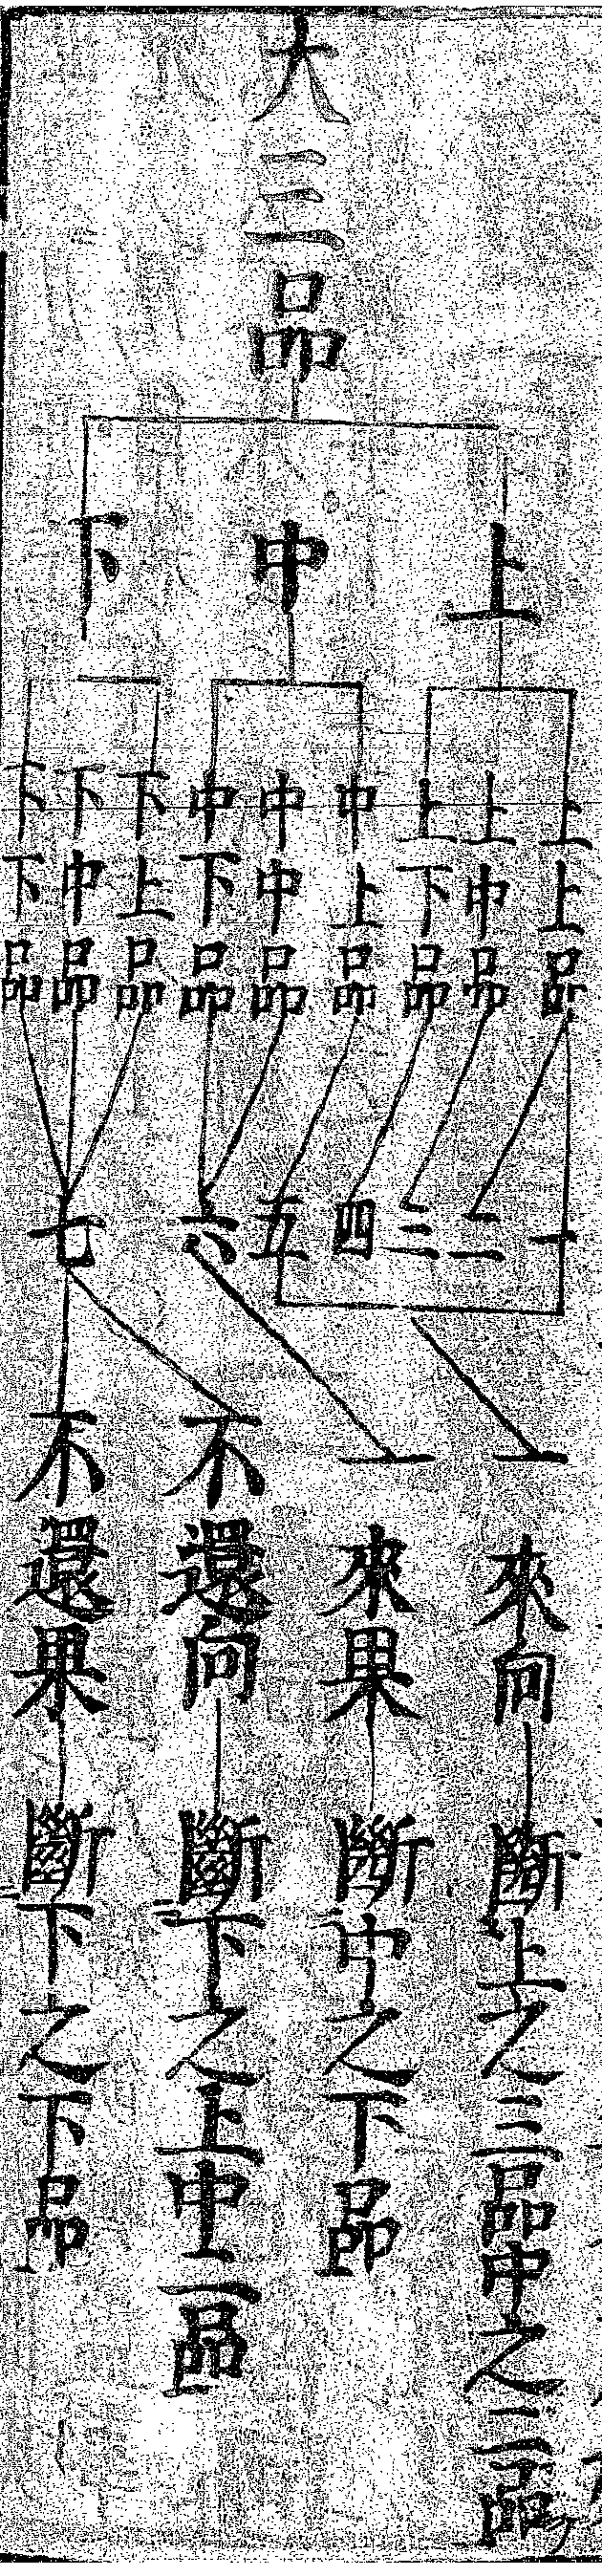 大三品
上
中
下
上上品
上中品
上下品
中上品
中中品
中下品
下上品
下中品
下下品
一
二
三
四
五
六
七
一來向 斷上之三品中之二品
一來果 斷中之下品
不還向 斷下之上中二品
不還果 斷下之下品